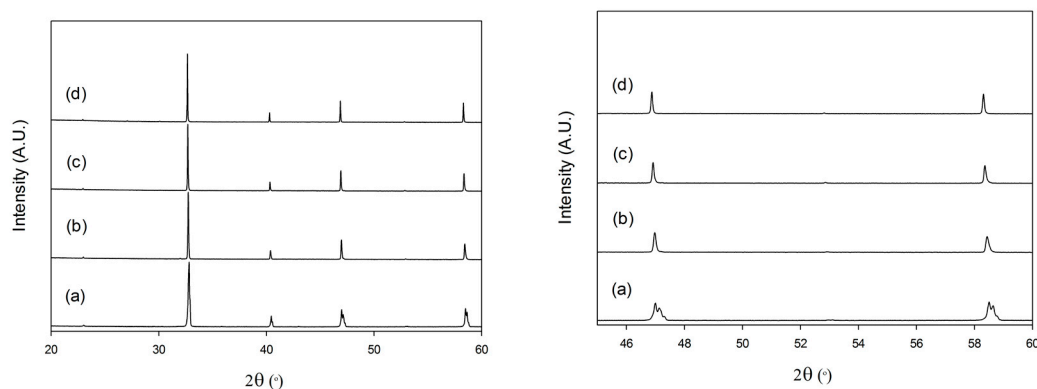 (d)
(c)
(b)
(a)
Intensity (A.U.)
20 30 40 50 60
2θ (°)
(d)
(c)
(b)
(a)
Intensity (A.U.)
46 48 50 52 54 56 58 60
2θ (°)